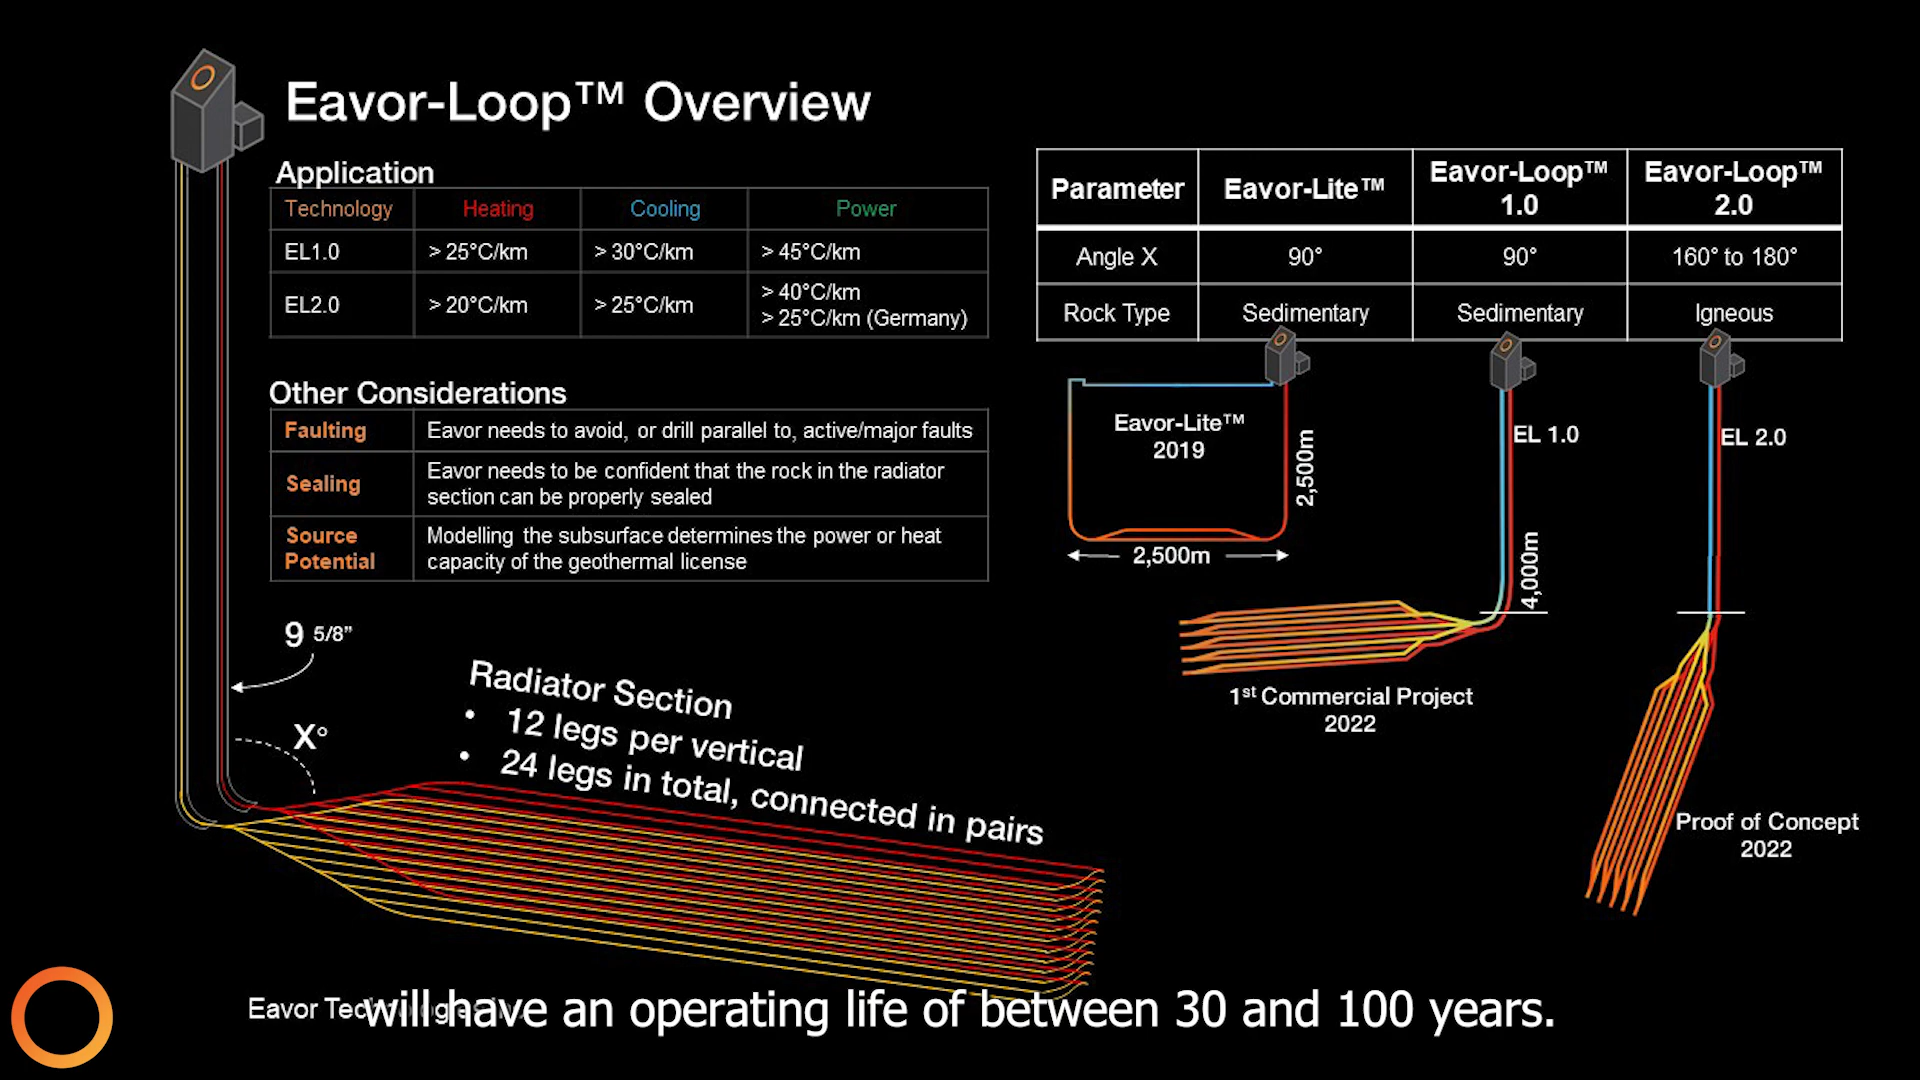 Eavor-Loop™ Overview
Application
Technology Heating Cooling Power
EL1.0 > 25°C/km > 30°C/km > 45°C/km
EL2.0 > 20°C/km > 25°C/km > 40°C/km
> 25°C/km (Germany)
Other Considerations
Faulting Eavor needs to avoid, or drill parallel to, active/major faults
Sealing Eavor needs to be confident that the rock in the radiator
section can be properly sealed
Source Potential Modelling the subsurface determines the power or heat
capacity of the geothermal license
9 5/8”
X°
Radiator Section
• 12 legs per vertical
• 24 legs in total, connected in pairs
Parameter Eavor-Lite™ Eavor-Loop™ 1.0 Eavor-Loop™ 2.0
Angle X 90° 90° 160° to 180°
Rock Type Sedimentary Sedimentary Igneous
Eavor-Lite™
2019
2,500m
2,500m
EL 1.0
4,000m
1st Commercial Project
2022
EL 2.0
Proof of Concept
2022
Eavor
will have an operating life of between 30 and 100 years.